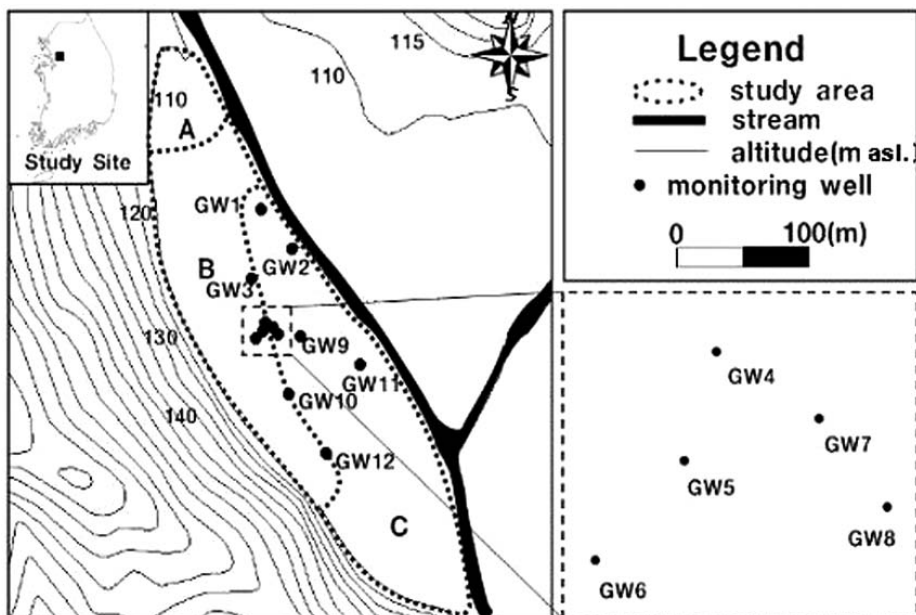 Study Site
110
A
120
GW1
GW2
B
GW3
130
GW9
GW11
GW10
140
GW12
C
110
115
N
S
Legend
study area
stream
altitude(m asl.)
monitoring well
0
100(m)
GW4
GW7
GW5
GW8
GW6